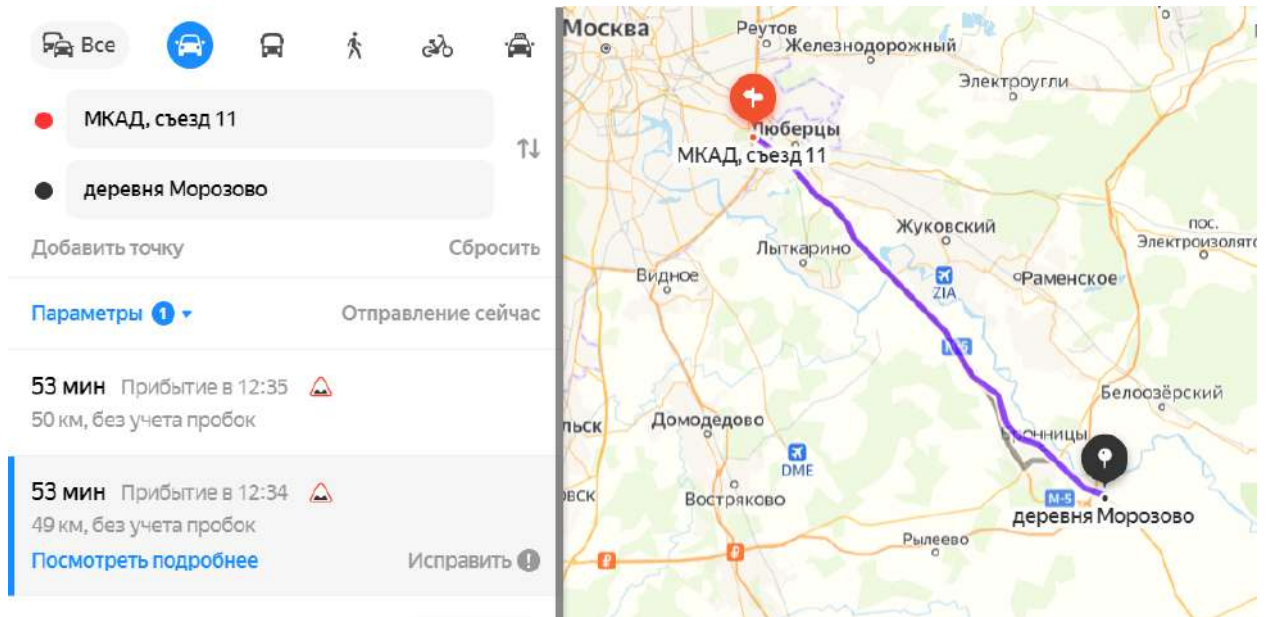 Все
МКАД, съезд 11
деревня Морозово
Добавить точку
Сбросить
Параметры 1
Отправление сейчас
53 мин Прибытие в 12:35
50 км, без учета пробок
53 мин Прибытие в 12:34
49 км, без учета пробок
Посмотреть подробнее
Исправить
Москва
Реутов
Железнодорожный
Электроугли
Люберцы
МКАД, съезд 11
Жуковский
пос.
Лыткарино
Видное
ZIA
Раменское
М-5
Белоозёрский
Домодедово
Бронницы
DME
Востряково
М-5
деревня Морозово
Рылеево